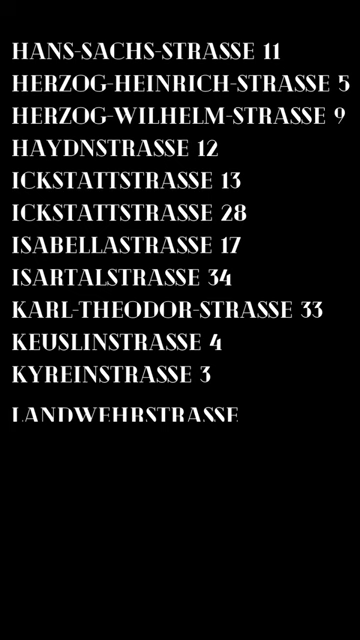 HANS-SACHS-STRASSE 11
HERZOG-HEINRICH-STRASSE 5
HERZOG-WILHELM-STRASSE 9
HAYDNSTRASSE 12
ICKSTATTSTRASSE 13
ICKSTATTSTRASSE 28
ISABELLASTRASSE 17
ISARTALSTRASSE 34
KARL-THEODOR-STRASSE 33
KEUSLINSTRASSE 4
KYREINSTRASSE 3
LANDWEHRSTRASSE